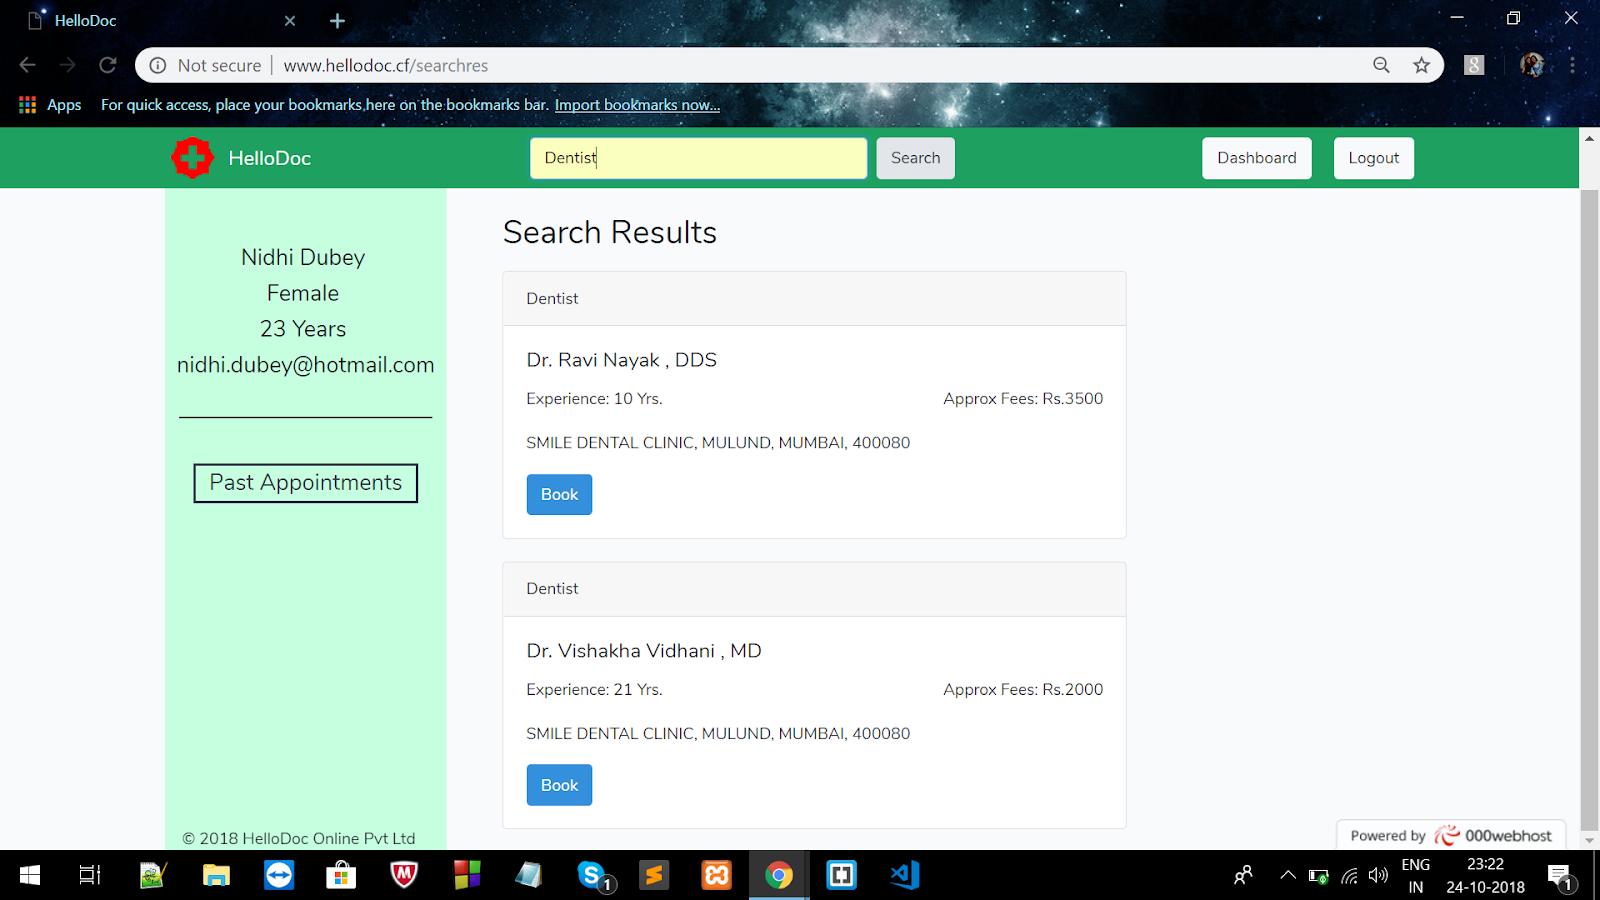 HelloDoc
Not secure www.hellodoc.cf/searchres
Apps For quick access, place your bookmarks here on the bookmarks bar. Import bookmarks now...
HelloDoc Dentist Search Dashboard Logout
Nidhi Dubey
Female
23 Years
nidhi.dubey@hotmail.com
Past Appointments
© 2018 HelloDoc Online Pvt Ltd
Search Results
Dentist
Dr. Ravi Nayak , DDS
Experience: 10 Yrs. Approx Fees: Rs.3500
SMILE DENTAL CLINIC, MULUND, MUMBAI, 400080
Book
Dentist
Dr. Vishakha Vidhani , MD
Experience: 21 Yrs. Approx Fees: Rs.2000
SMILE DENTAL CLINIC, MULUND, MUMBAI, 400080
Book
Powered by 000webhost
1
ENG
IN
23:22
24-10-2018
1